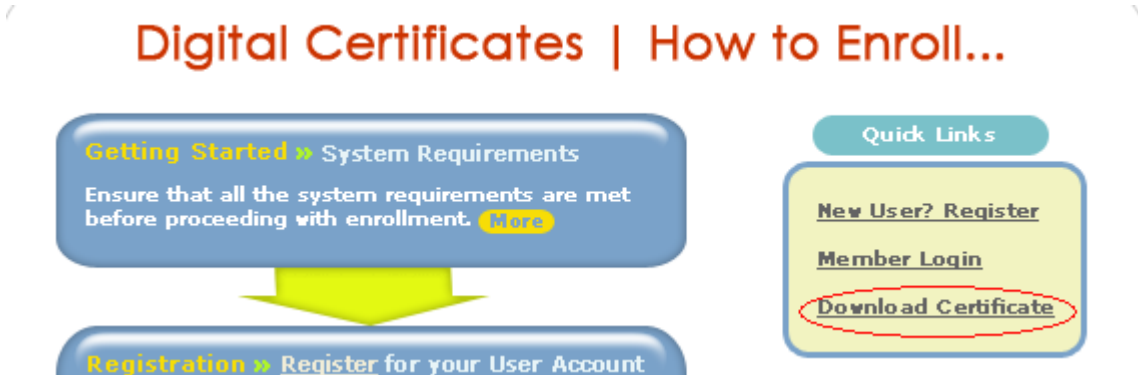 Digital Certificates | How to Enroll...
Getting Started » System Requirements
Ensure that all the system requirements are met
before proceeding with enrollment. More
Registration » Register for your User Account
Quick Links
New User? Register
Member Login
Download Certificate